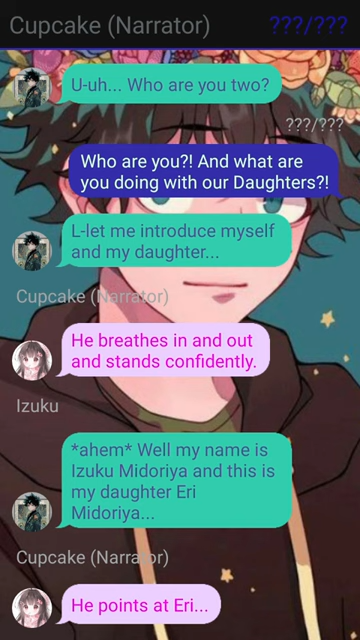 Cupcake (Narrator) ???/???
U-uh... Who are you two?
???/???
Who are you?! And what are
you doing with our Daughters?!
L-let me introduce myself
and my daughter...
Cupcake (Narrator)
He breathes in and out
and stands confidently.
Izuku
*ahem* Well my name is
Izuku Midoriya and this is
my daughter Eri
Midoriya...
Cupcake (Narrator)
He points at Eri...